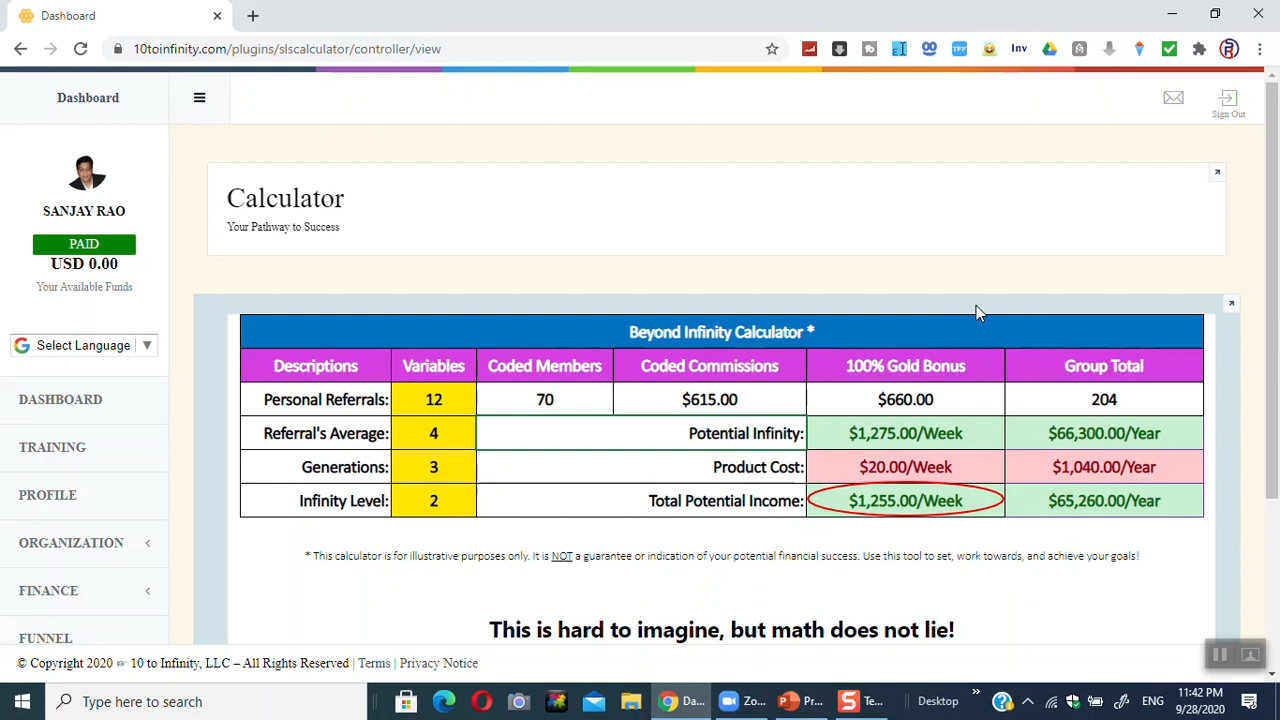 Dashboard
10toinfinity.com/plugins/slscalculator/controller/view
Inv
TFF
Dashboard
Sign Out
SANJAY RAO
PAID
USD 0.00
Your Available Funds
G Select Language ▼
DASHBOARD
TRAINING
PROFILE
ORGANIZATION
FINANCE
FUNNEL
Calculator
Your Pathway to Success
Beyond Infinity Calculator *
Descriptions Variables Coded Members Coded Commissions 100% Gold Bonus Group Total
Personal Referrals: 12 70 $615.00 $660.00 204
Referral's Average: 4 Potential Infinity: $1,275.00/Week $66,300.00/Year
Generations: 3 Product Cost: $20.00/Week $1,040.00/Year
Infinity Level: 2 Total Potential Income: $1,255.00/Week $65,260.00/Year
* This calculator is for illustrative purposes only. It is NOT a guarantee or indication of your potential financial success. Use this tool to set, work towards, and achieve your goals!
This is hard to imagine, but math does not lie!
© Copyright 2020 ☞ 10 to Infinity, LLC – All Rights Reserved | Terms | Privacy Notice
Type here to search
Da...
Zo...
Pr...
Te...
Desktop
ENG
11:42 PM
9/28/2020